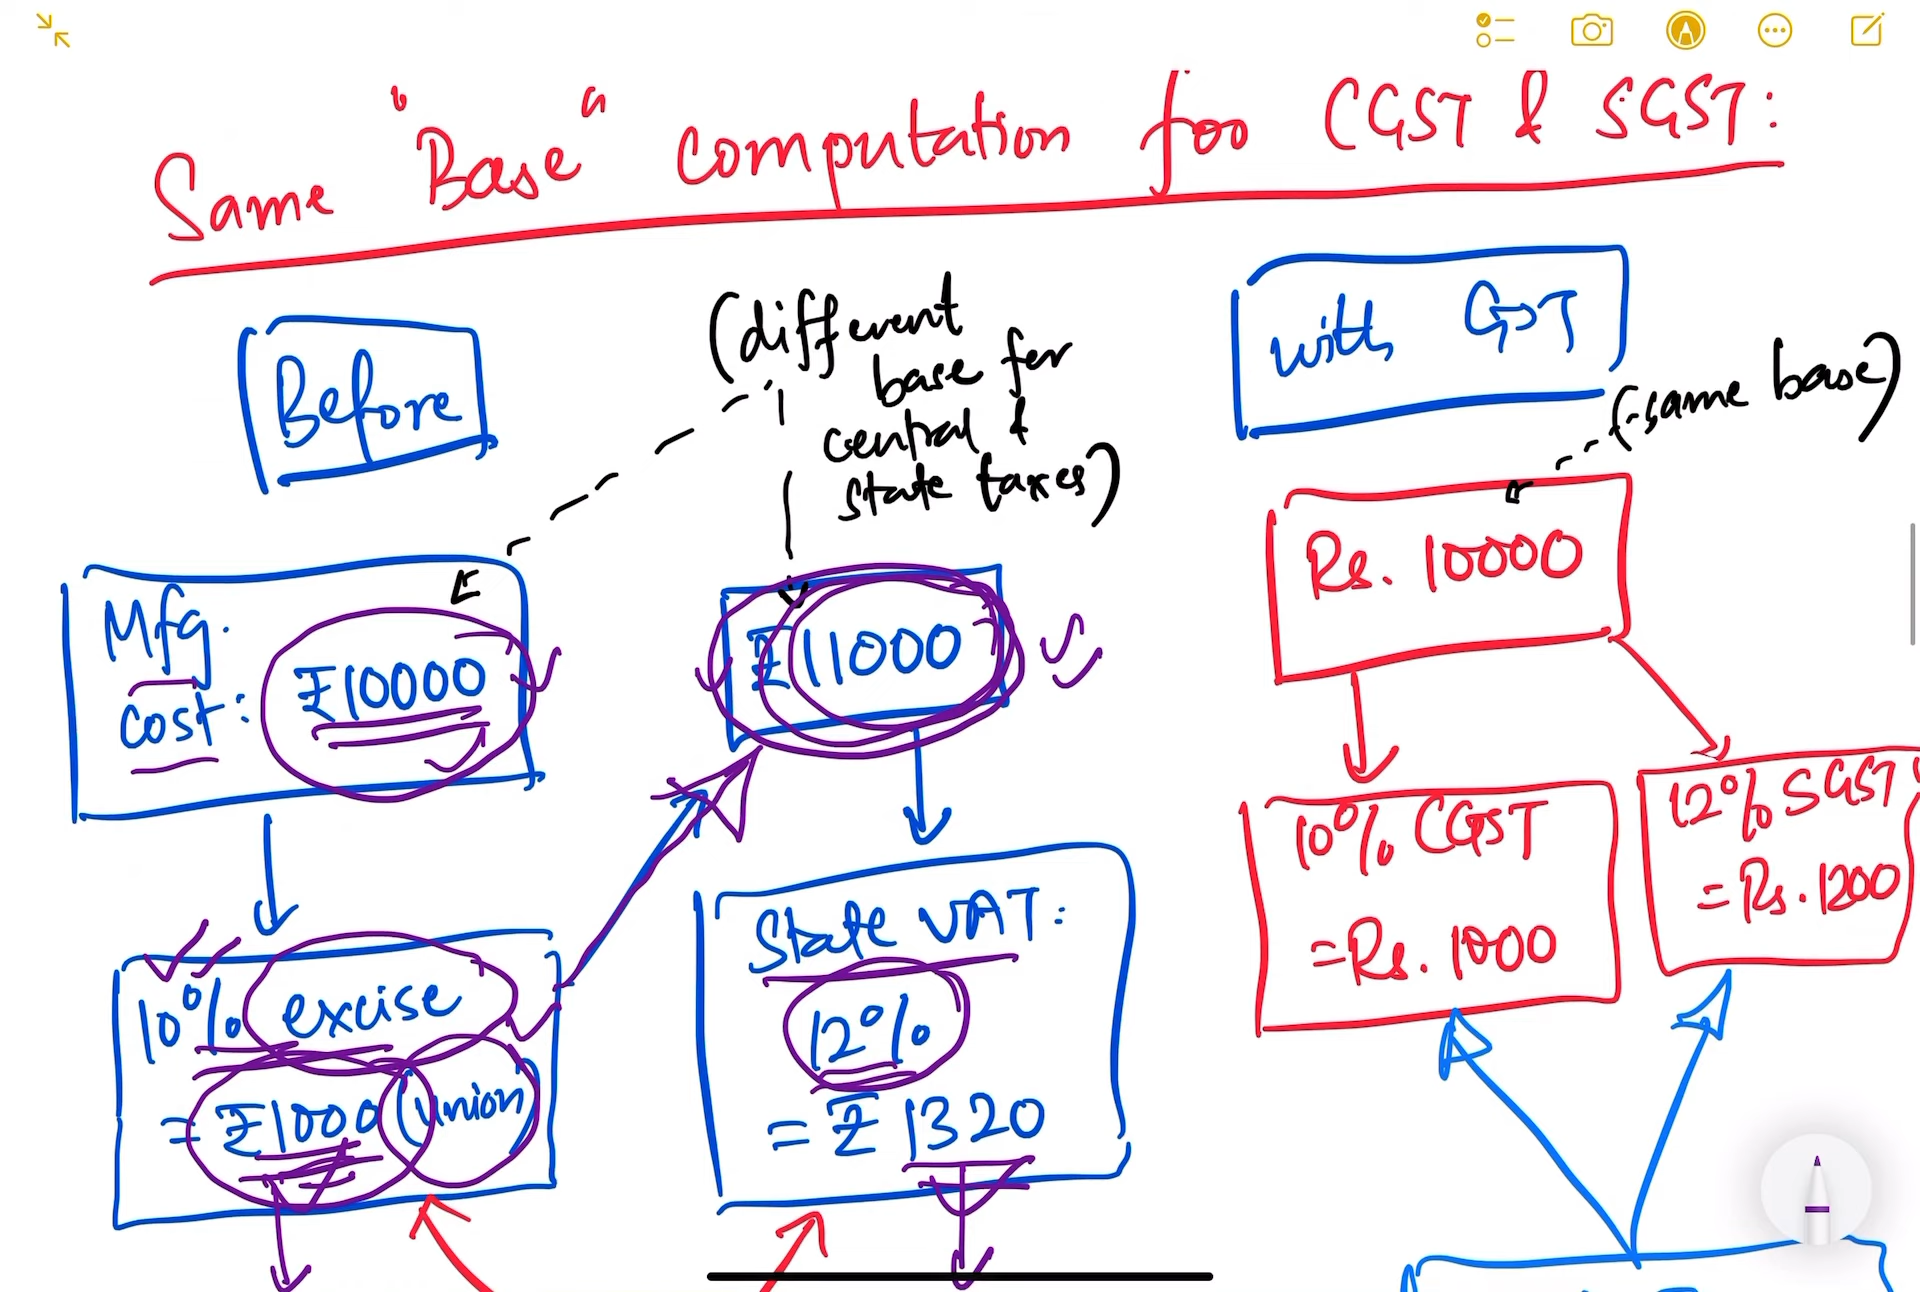 Same "Base" computation for CGST & SGST:
Before
(different
base for
central &
state taxes)
with GST
(same base)
Mfg.
cost: ₹10000
₹11000
Rs. 10000
10% excise
= ₹1000 (union)
State VAT:
12%
= ₹1320
10% CGST
= Rs. 1000
12% SGST
= Rs. 1200